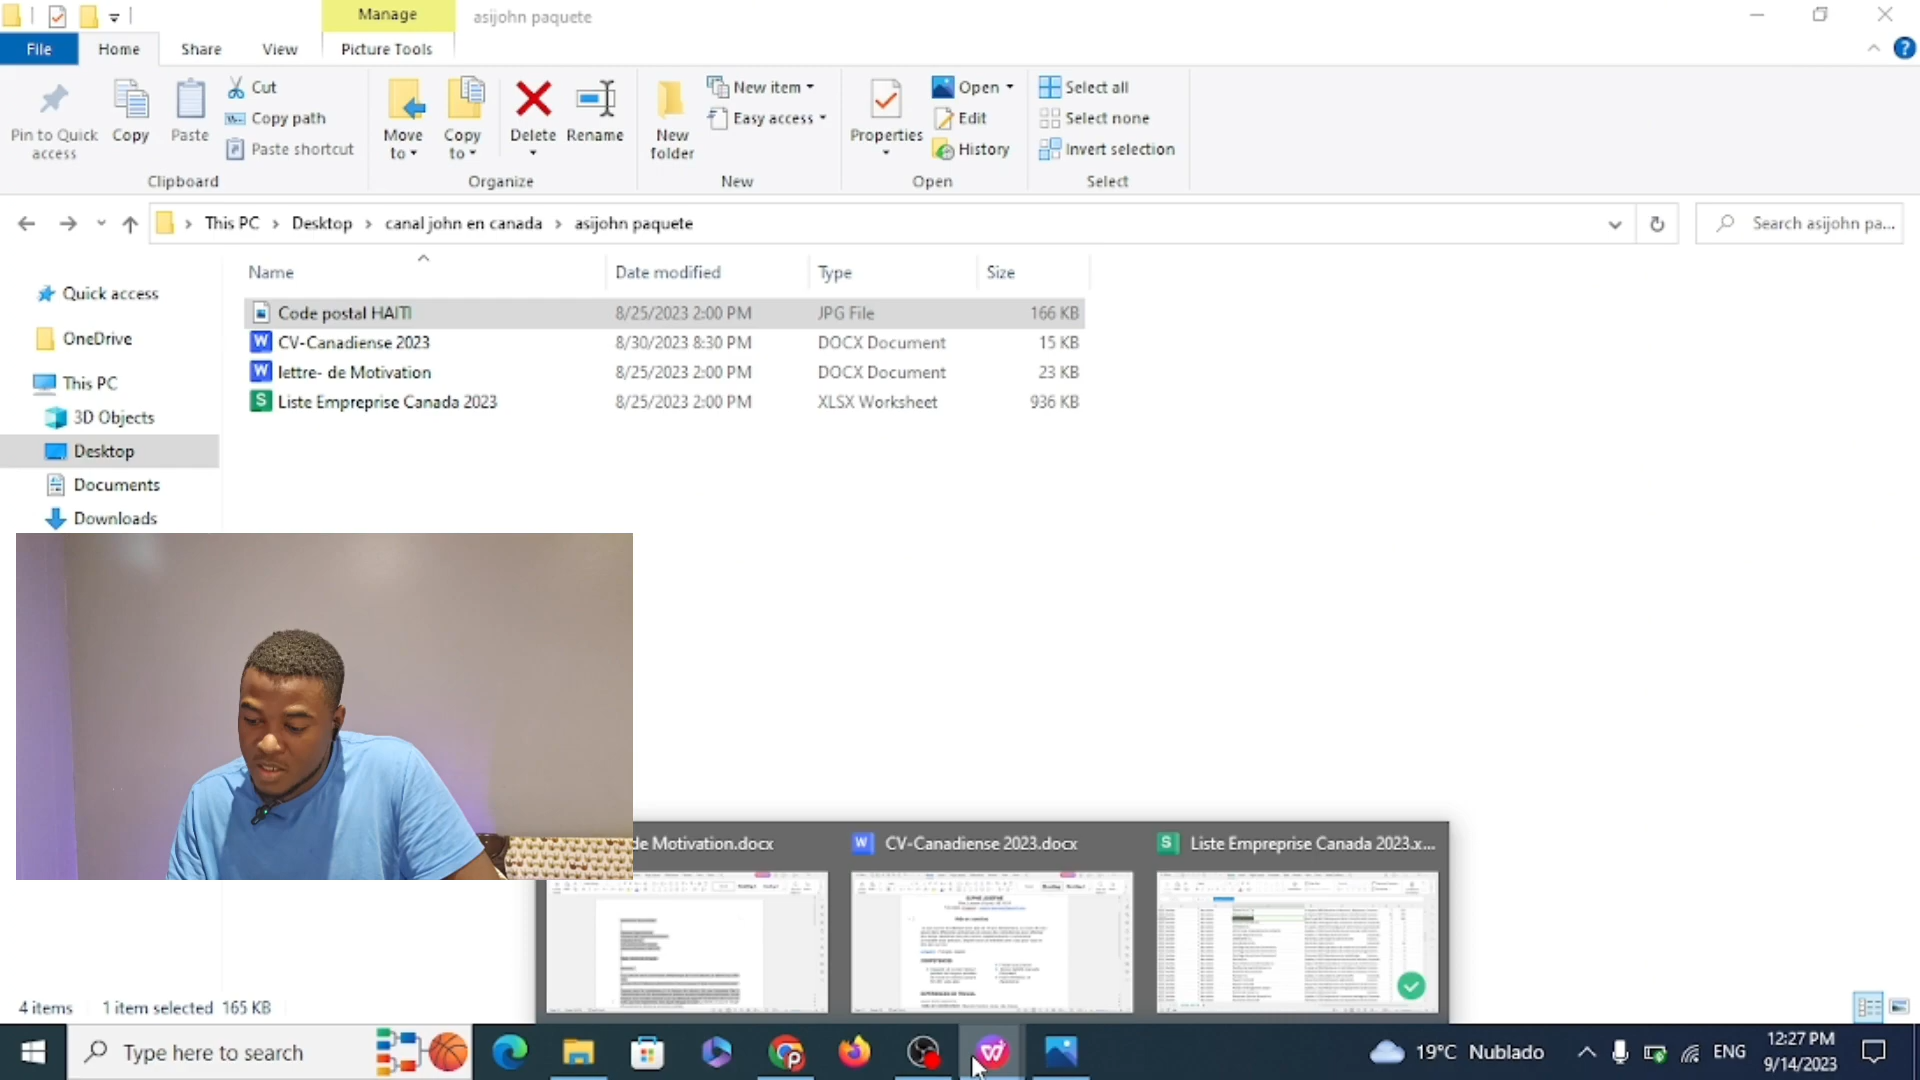 Manage
asijohn paquete
File
Home
Share
View
Picture Tools
Pin to Quick access
Copy
Paste
Cut
Copy path
Paste shortcut
Clipboard
Move to
Copy to
Delete
Rename
Organize
New folder
New item
Easy access
New
Properties
Open
Edit
History
Open
Select all
Select none
Invert selection
Select
This PC > Desktop > canal john en canada > asijohn paquete
Search asijohn pa...
Name Date modified Type Size
Quick access
OneDrive
This PC
3D Objects
Desktop
Documents
Downloads
Code postal HAITI 8/25/2023 2:00 PM JPG File 166 KB
CV-Canadiense 2023 8/30/2023 8:30 PM DOCX Document 15 KB
lettre- de Motivation 8/25/2023 2:00 PM DOCX Document 23 KB
Liste Empreprise Canada 2023 8/25/2023 2:00 PM XLSX Worksheet 936 KB
de Motivation.docx
CV-Canadiense 2023.docx
Liste Empreprise Canada 2023.x...
4 items 1 item selected 165 KB
Type here to search
19°C Nublado
ENG
12:27 PM
9/14/2023